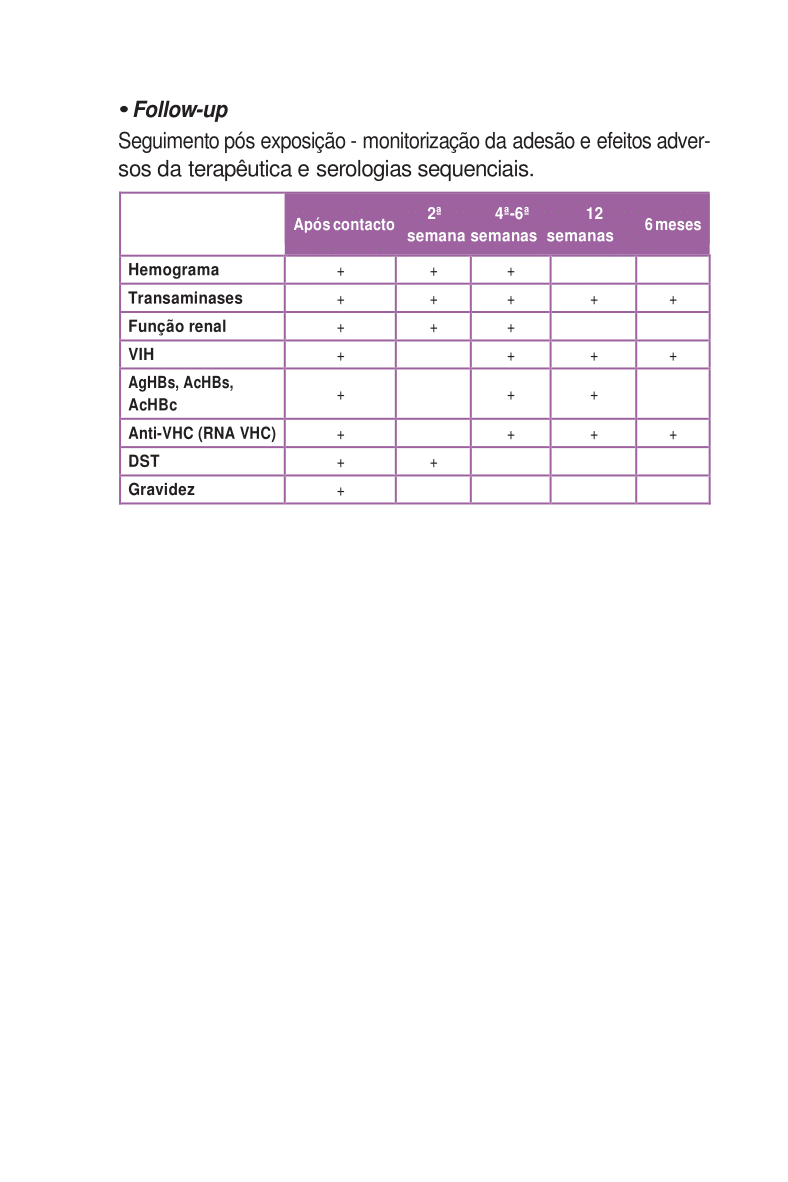 • Follow-up
Seguimento pós exposição - monitorização da adesão e efeitos adver-
sos da terapêutica e serologias sequenciais.
Após contacto 2ª semana 4ª-6ª semanas 12 semanas 6 meses
Hemograma + + +
Transaminases + + + + +
Função renal + + +
VIH + + + +
AgHBs, AcHBs,
AcHBc + + +
Anti-VHC (RNA VHC) + + + +
DST + +
Gravidez +